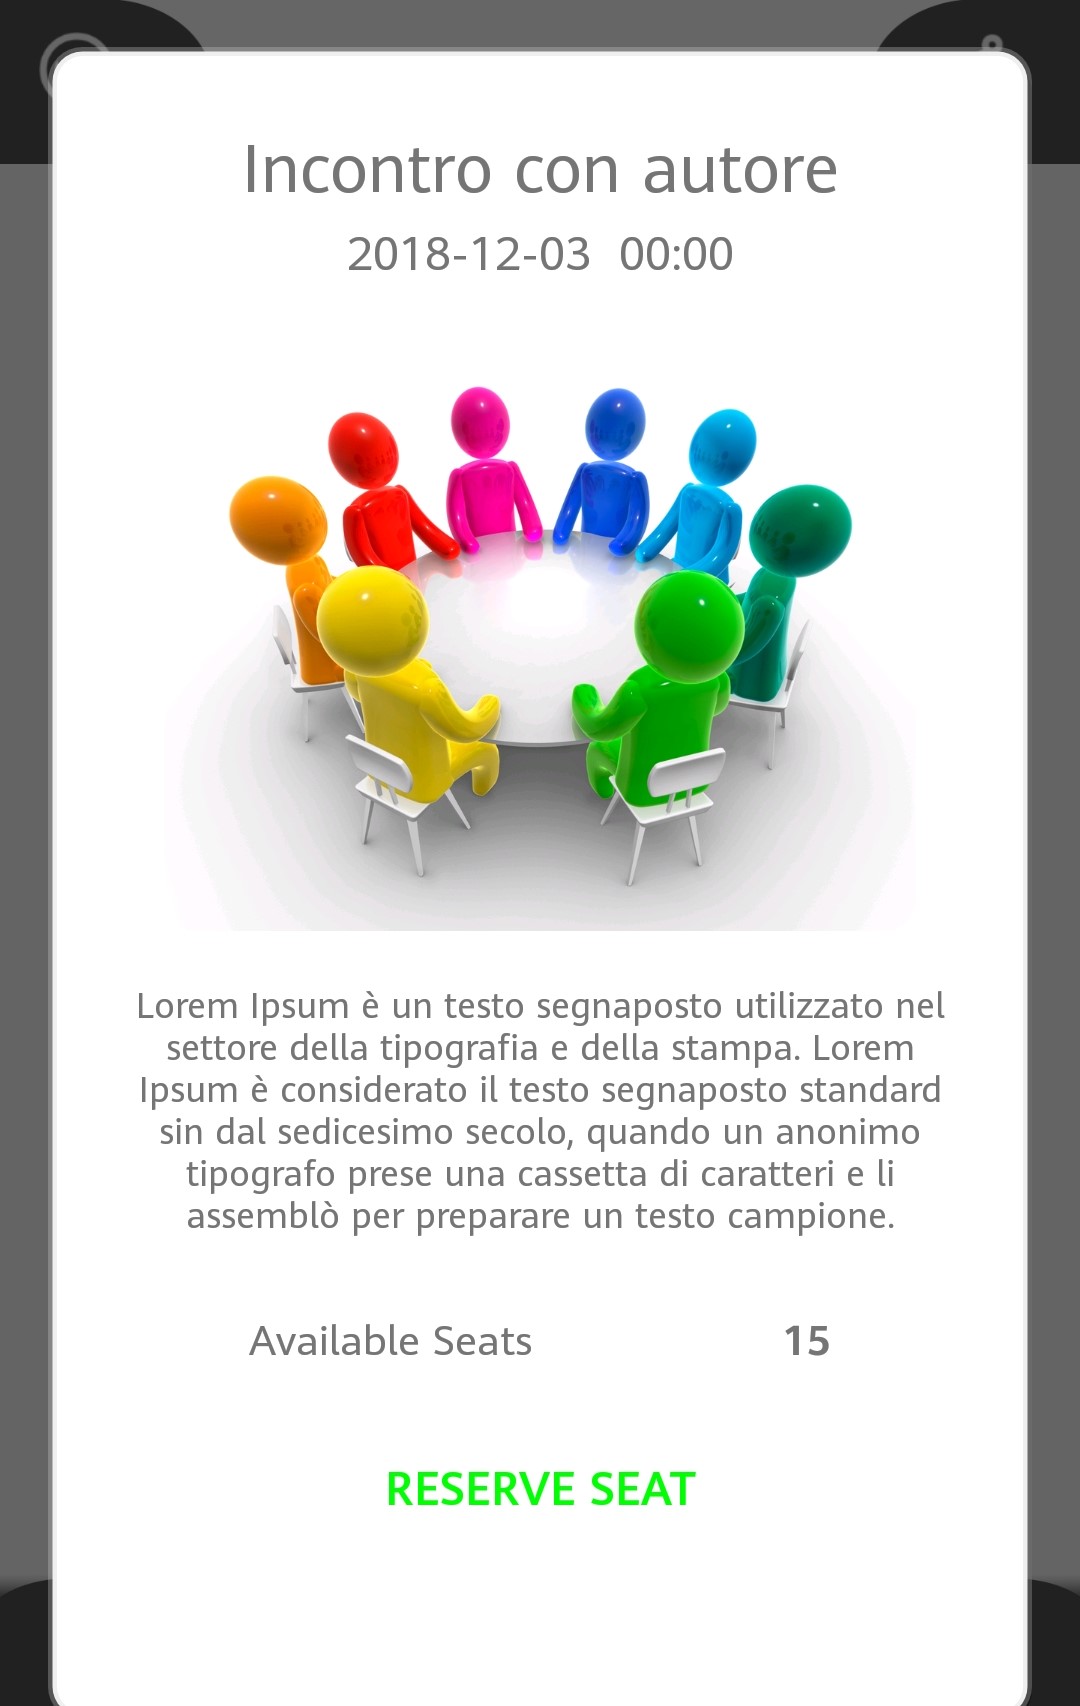 Incontro con autore
2018-12-03 00:00
Lorem Ipsum è un testo segnaposto utilizzato nel
settore della tipografia e della stampa. Lorem
Ipsum è considerato il testo segnaposto standard
sin dal sedicesimo secolo, quando un anonimo
tipografo prese una cassetta di caratteri e li
assemblò per preparare un testo campione.
Available Seats 15
RESERVE SEAT